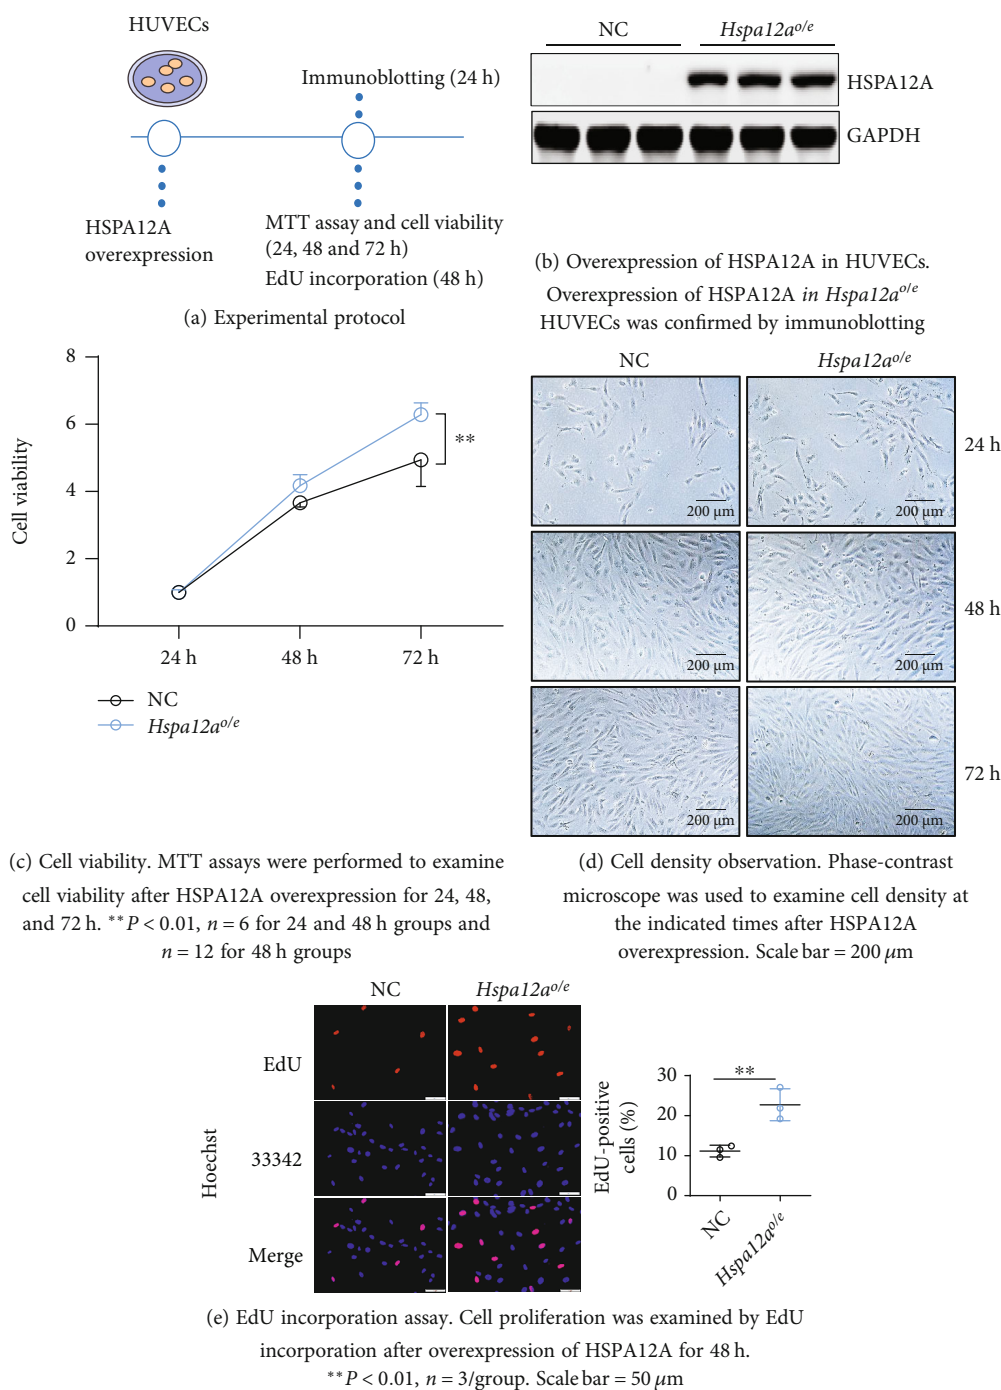 HUVECs
Immunoblotting (24 h)
HSPA12A
overexpression
MTT assay and cell viability
(24, 48 and 72 h)
EdU incorporation (48 h)
(a) Experimental protocol
NC
Hspa12a^o/e
HSPA12A
GAPDH
(b) Overexpression of HSPA12A in HUVECs.
Overexpression of HSPA12A in Hspa12a^o/e
HUVECs was confirmed by immunoblotting
8
6
4
2
0
Cell viability
**
24 h
48 h
72 h
NC
Hspa12a^o/e
(c) Cell viability. MTT assays were performed to examine
cell viability after HSPA12A overexpression for 24, 48,
and 72 h. **P < 0.01, n = 6 for 24 and 48 h groups and
n = 12 for 48 h groups
NC
Hspa12a^o/e
200 μm
200 μm
24 h
200 μm
200 μm
48 h
200 μm
200 μm
72 h
(d) Cell density observation. Phase-contrast
microscope was used to examine cell density at
the indicated times after HSPA12A
overexpression. Scale bar = 200 μm
NC
Hspa12a^o/e
EdU
Hoechst
33342
Merge
EdU-positive
cells (%)
30
20
10
0
**
NC
Hspa12a^o/e
(e) EdU incorporation assay. Cell proliferation was examined by EdU
incorporation after overexpression of HSPA12A for 48 h.
**P < 0.01, n = 3/group. Scale bar = 50 μm